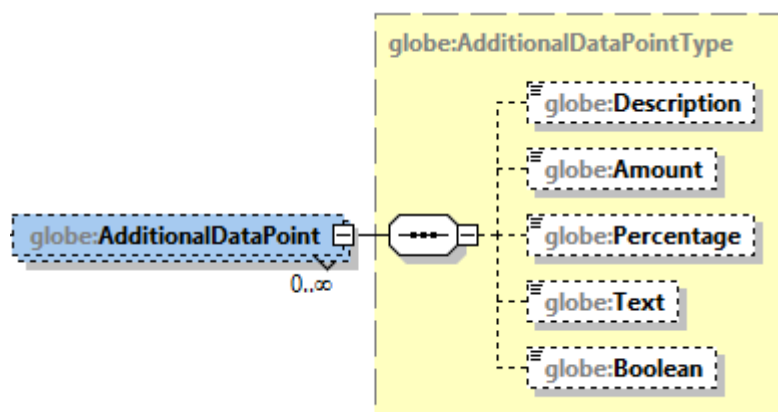 globe:AdditionalDataPointType
globe:Description
globe:Amount
globe:AdditionalDataPoint
0..∞
globe:Percentage
globe:Text
globe:Boolean